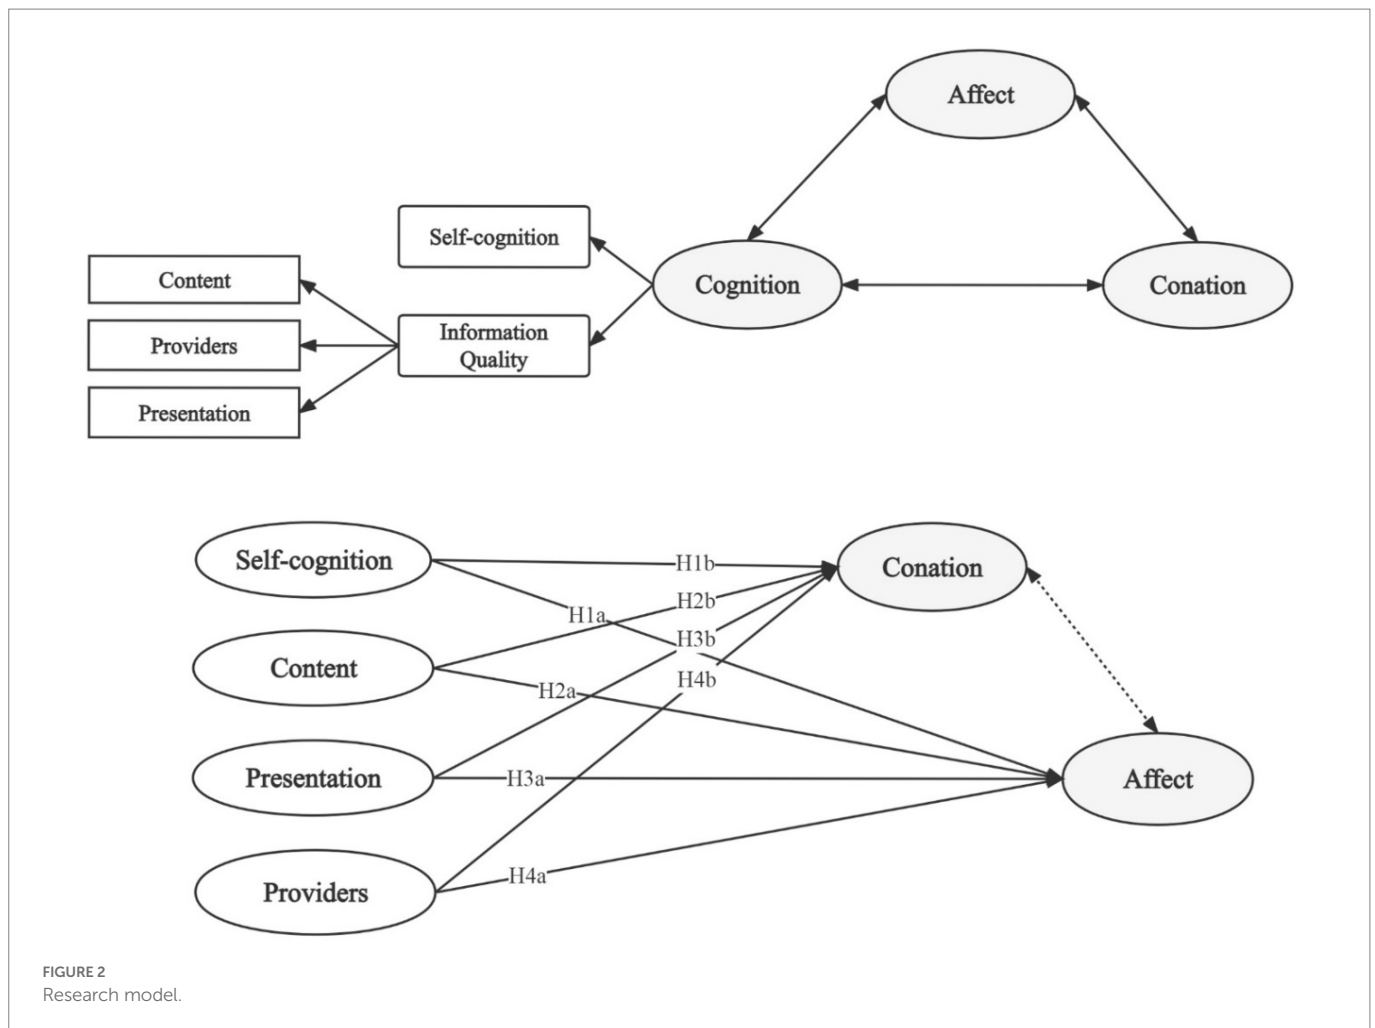 Affect
Self-cognition
Content
Cognition
Conation
Information
Quality
Providers
Presentation
Self-cognition
H1b
Conation
H2b
H1a
H3b
Content
H4b
H2a
Presentation
H3a
Affect
H4a
Providers
FIGURE 2
Research model.